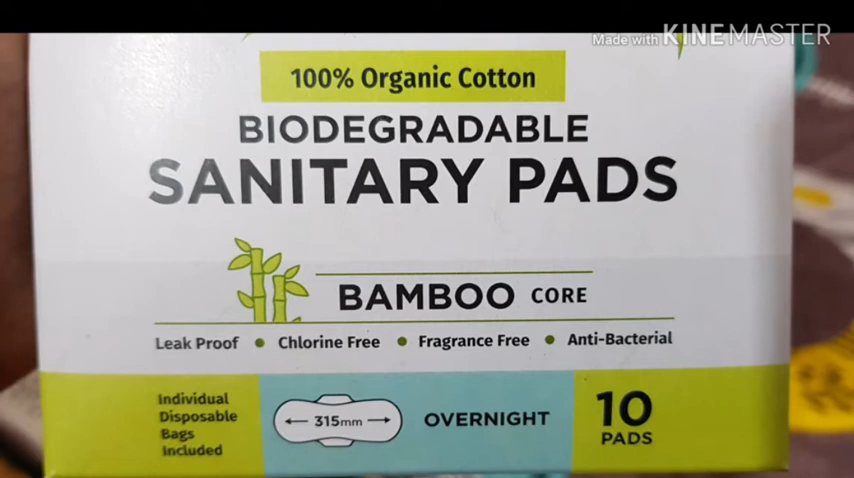 Made with KINEMASTER
100% Organic Cotton
BIODEGRADABLE
SANITARY PADS
BAMBOO CORE
Leak Proof • Chlorine Free • Fragrance Free • Anti-Bacterial
Individual
Disposable
Bags
Included
315mm
OVERNIGHT
10
PADS